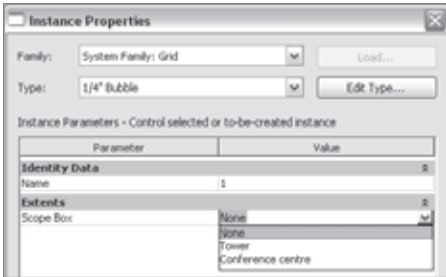 Instance Properties
Family: System Family: Grid Load...
Type: 1/4" Bubble Edit Type...
Instance Parameters - Control selected or to-be-created instance
Parameter Value
Identity Data
Name 1
Extents
Scope Box None
None
Tower
Conference centre